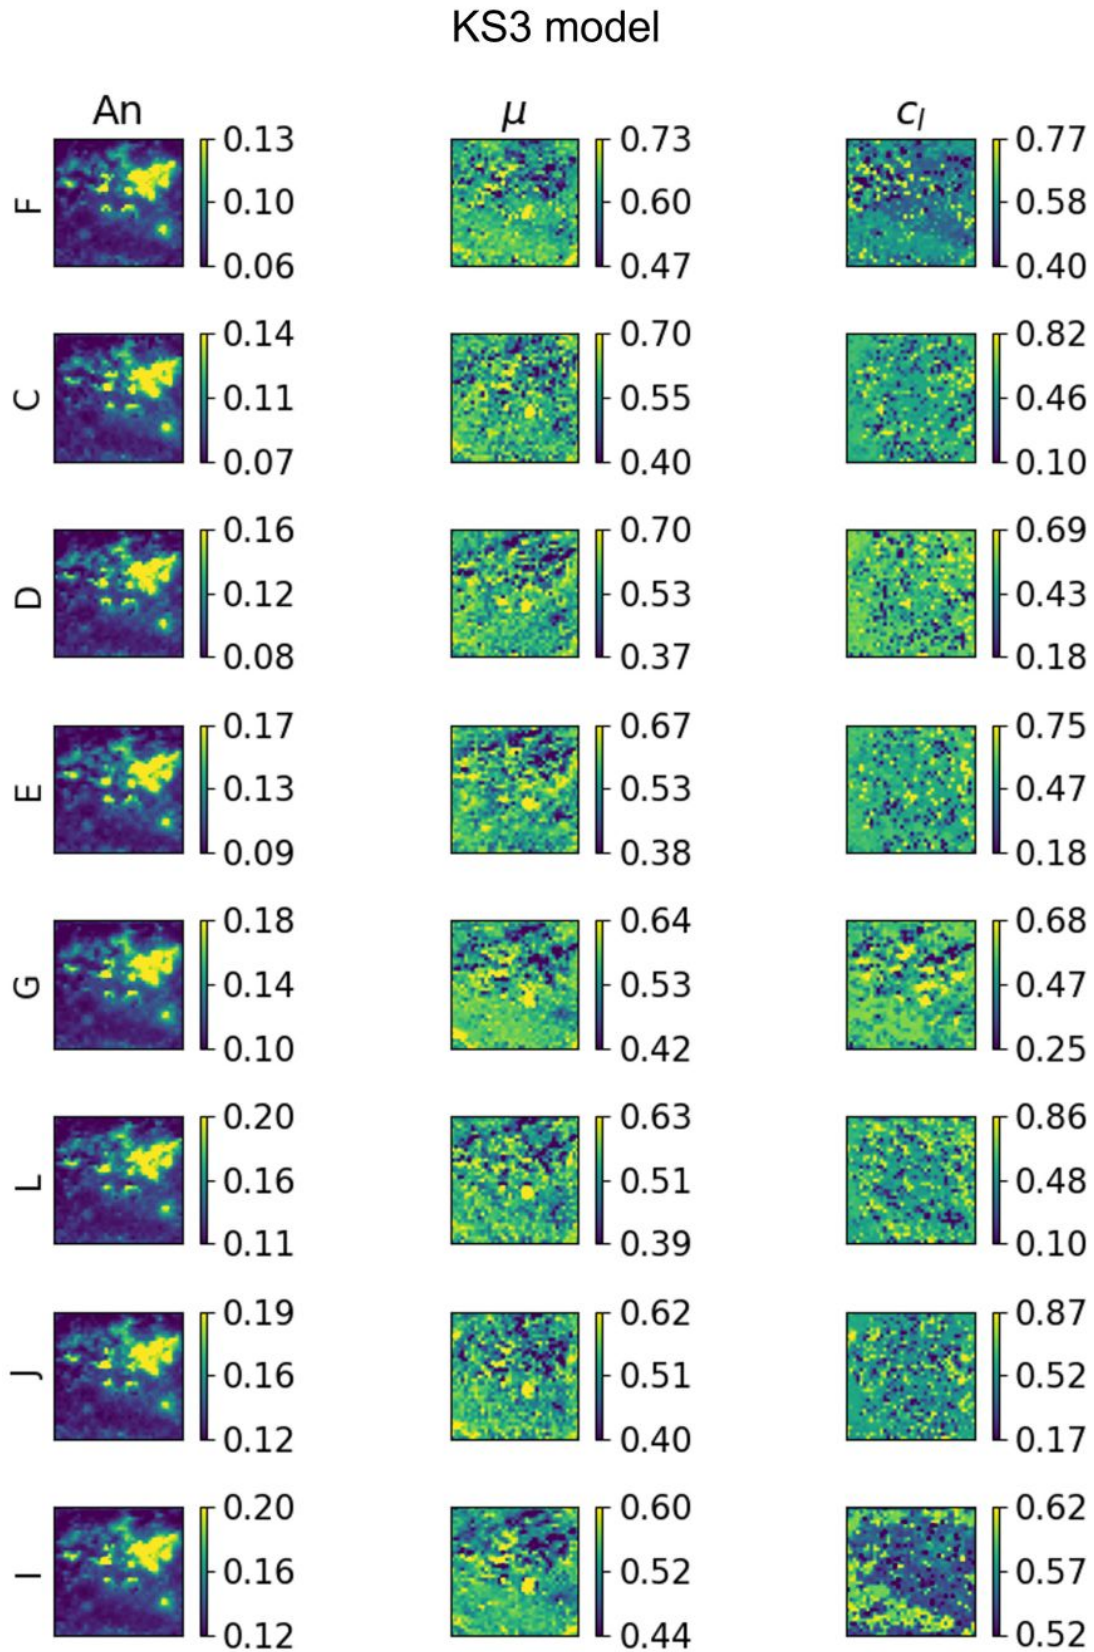 KS3 model
An μ c_l
F 0.13 0.73 0.77
0.10 0.60 0.58
0.06 0.47 0.40
C 0.14 0.70 0.82
0.11 0.55 0.46
0.07 0.40 0.10
D 0.16 0.70 0.69
0.12 0.53 0.43
0.08 0.37 0.18
E 0.17 0.67 0.75
0.13 0.53 0.47
0.09 0.38 0.18
G 0.18 0.64 0.68
0.14 0.53 0.47
0.10 0.42 0.25
L 0.20 0.63 0.86
0.16 0.51 0.48
0.11 0.39 0.10
J 0.19 0.62 0.87
0.16 0.51 0.52
0.12 0.40 0.17
I 0.20 0.60 0.62
0.16 0.52 0.57
0.12 0.44 0.52